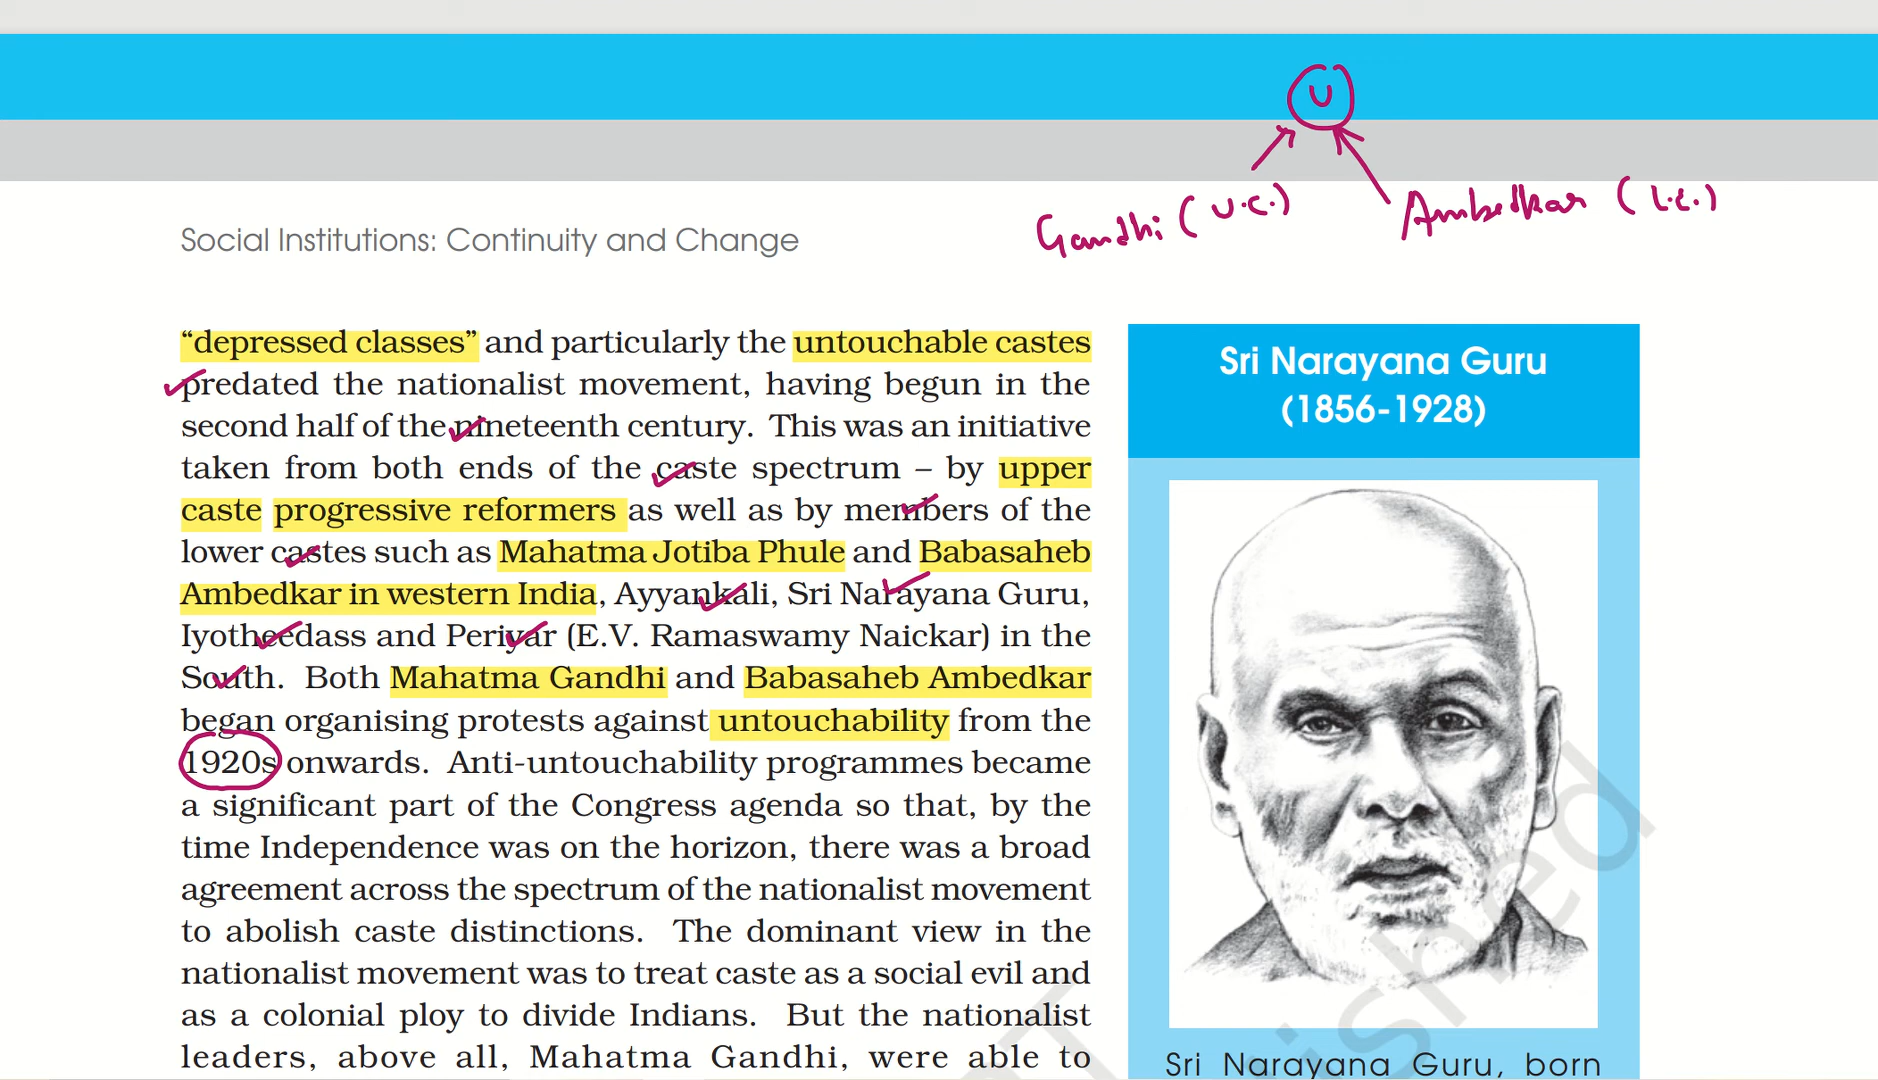 U
Gandhi (U.C.)
Ambedkar (L.C.)
Social Institutions: Continuity and Change
“depressed classes” and particularly the untouchable castes
predated the nationalist movement, having begun in the
second half of the nineteenth century. This was an initiative
taken from both ends of the caste spectrum – by upper
caste progressive reformers as well as by members of the
lower castes such as Mahatma Jotiba Phule and Babasaheb
Ambedkar in western India, Ayyankali, Sri Narayana Guru,
Iyotheedass and Periyar (E.V. Ramaswamy Naickar) in the
South. Both Mahatma Gandhi and Babasaheb Ambedkar
began organising protests against untouchability from the
1920s onwards. Anti-untouchability programmes became
a significant part of the Congress agenda so that, by the
time Independence was on the horizon, there was a broad
agreement across the spectrum of the nationalist movement
to abolish caste distinctions. The dominant view in the
nationalist movement was to treat caste as a social evil and
as a colonial ploy to divide Indians. But the nationalist
leaders, above all, Mahatma Gandhi, were able to
Sri Narayana Guru
(1856-1928)
Sri Narayana Guru, born